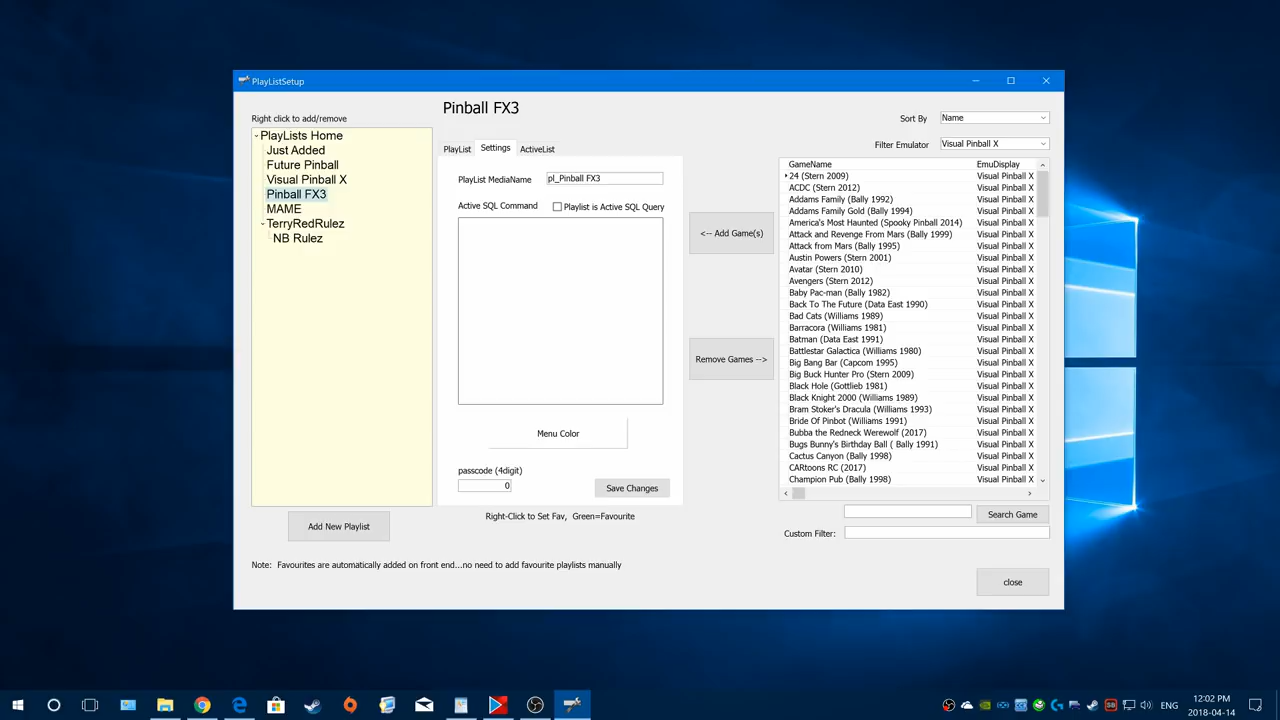 PlayListSetup
Right click to add/remove
PlayLists Home
Just Added
Future Pinball
Visual Pinball X
Pinball FX3
MAME
TerryRedRulez
NB Rulez
Add New Playlist
Pinball FX3
PlayList Settings ActiveList
PlayList MediaName pl_Pinball FX3
Active SQL Command Playlist is Active SQL Query
Menu Color
passcode (4digit)
0
Save Changes
Right-Click to Set Fav, Green=Favourite
<-- Add Game(s)
Remove Games -->
Sort By Name
Filter Emulator Visual Pinball X
GameName EmuDisplay
24 (Stern 2009) Visual Pinball X
ACDC (Stern 2012) Visual Pinball X
Addams Family (Bally 1992) Visual Pinball X
Addams Family Gold (Bally 1994) Visual Pinball X
America's Most Haunted (Spooky Pinball 2014) Visual Pinball X
Attack and Revenge From Mars (Bally 1999) Visual Pinball X
Attack from Mars (Bally 1995) Visual Pinball X
Austin Powers (Stern 2001) Visual Pinball X
Avatar (Stern 2010) Visual Pinball X
Avengers (Stern 2012) Visual Pinball X
Baby Pac-man (Bally 1982) Visual Pinball X
Back To The Future (Data East 1990) Visual Pinball X
Bad Cats (Williams 1989) Visual Pinball X
Barracora (Williams 1981) Visual Pinball X
Batman (Data East 1991) Visual Pinball X
Battlestar Galactica (Williams 1980) Visual Pinball X
Big Bang Bar (Capcom 1995) Visual Pinball X
Big Buck Hunter Pro (Stern 2009) Visual Pinball X
Black Hole (Gottlieb 1981) Visual Pinball X
Black Knight 2000 (Williams 1989) Visual Pinball X
Bram Stoker's Dracula (Williams 1993) Visual Pinball X
Bride Of Pinbot (Williams 1991) Visual Pinball X
Bubba the Redneck Werewolf (2017) Visual Pinball X
Bugs Bunny's Birthday Ball ( Bally 1991) Visual Pinball X
Cactus Canyon (Bally 1998) Visual Pinball X
CARtoons RC (2017) Visual Pinball X
Champion Pub (Bally 1998) Visual Pinball X
Search Game
Custom Filter:
Note: Favourites are automatically added on front end...no need to add favourite playlists manually
close
ENG
12:02 PM
2018-04-14